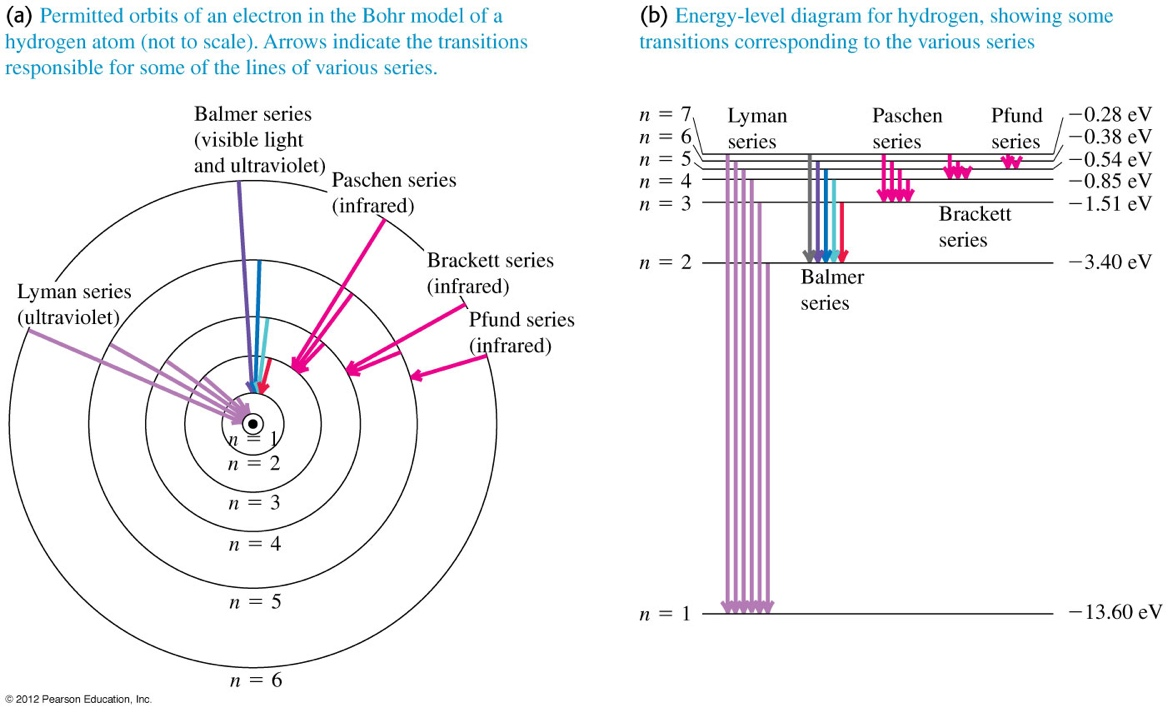 (a) Permitted orbits of an electron in the Bohr model of a
hydrogen atom (not to scale). Arrows indicate the transitions
responsible for some of the lines of various series.
Balmer series
(visible light
and ultraviolet)
Paschen series
(infrared)
Brackett series
(infrared)
Pfund series
(infrared)
Lyman series
(ultraviolet)
n = 1
n = 2
n = 3
n = 4
n = 5
n = 6
(b) Energy-level diagram for hydrogen, showing some
transitions corresponding to the various series
n = 7
n = 6
n = 5
n = 4
n = 3
n = 2
n = 1
Lyman
series
Paschen
series
Pfund
series
Brackett
series
Balmer
series
−0.28 eV
−0.38 eV
−0.54 eV
−0.85 eV
−1.51 eV
−3.40 eV
−13.60 eV
© 2012 Pearson Education, Inc.